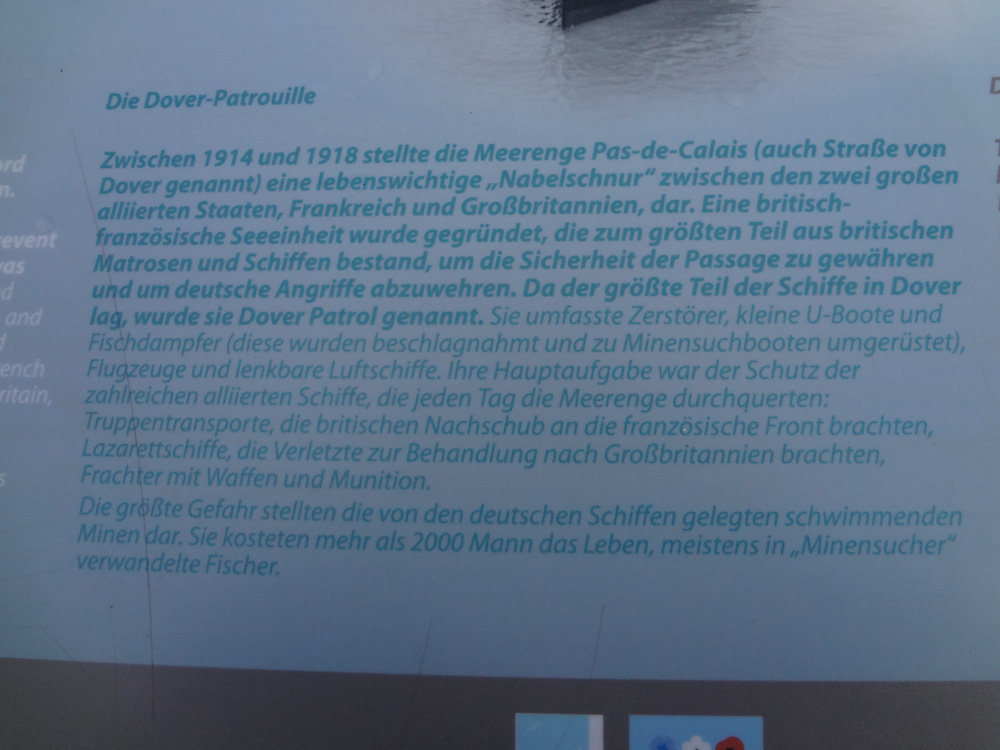 Die Dover-Patrouille
Zwischen 1914 und 1918 stellte die Meerenge Pas-de-Calais (auch Straße von
Dover genannt) eine lebenswichtige „Nabelschnur“ zwischen den zwei großen
alliierten Staaten, Frankreich und Großbritannien, dar. Eine britisch-
französische Seeeinheit wurde gegründet, die zum größten Teil aus britischen
Matrosen und Schiffen bestand, um die Sicherheit der Passage zu gewähren
und um deutsche Angriffe abzuwehren. Da der größte Teil der Schiffe in Dover
lag, wurde sie Dover Patrol genannt. Sie umfasste Zerstörer, kleine U-Boote und
Fischdampfer (diese wurden beschlagnahmt und zu Minensuchbooten umgerüstet),
Flugzeuge und lenkbare Luftschiffe. Ihre Hauptaufgabe war der Schutz der
zahlreichen alliierten Schiffe, die jeden Tag die Meerenge durchquerten:
Truppentransporte, die britischen Nachschub an die französische Front brachten,
Lazarettschiffe, die Verletzte zur Behandlung nach Großbritannien brachten,
Frachter mit Waffen und Munition.
Die größte Gefahr stellten die von den deutschen Schiffen gelegten schwimmenden
Minen dar. Sie kosteten mehr als 2000 Mann das Leben, meistens in „Minensucher“
verwandelte Fischer.
and